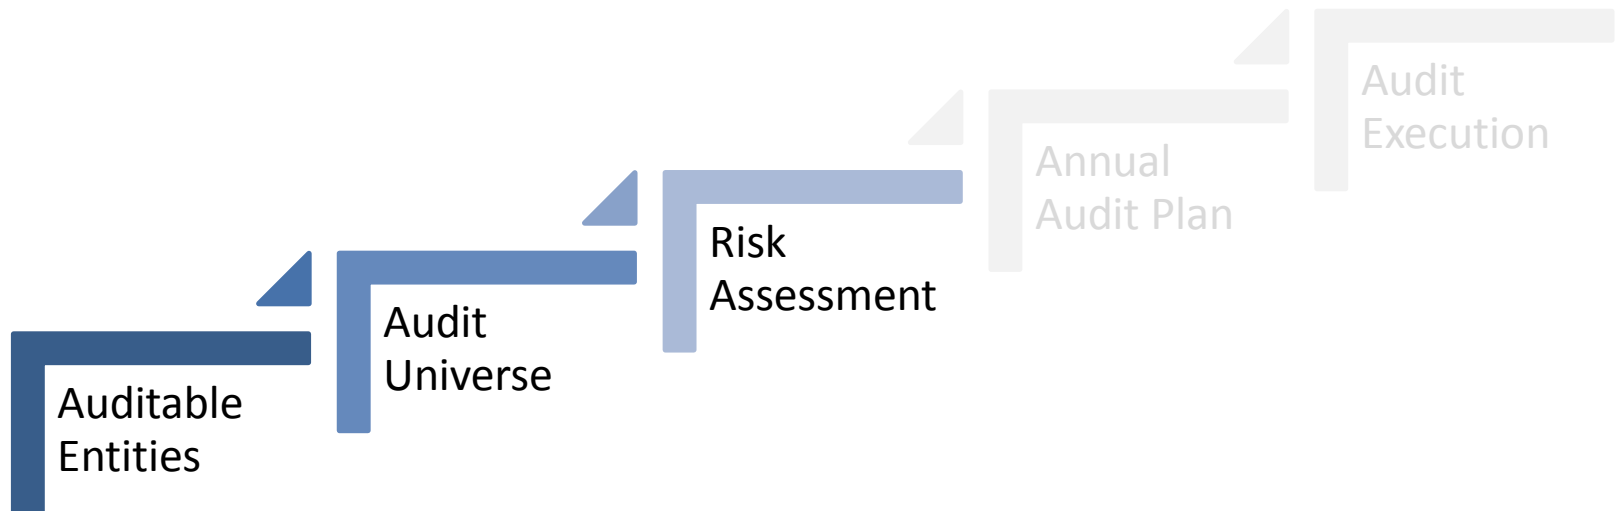 Auditable
Entities
Audit
Universe
Risk
Assessment
Annual
Audit Plan
Audit
Execution